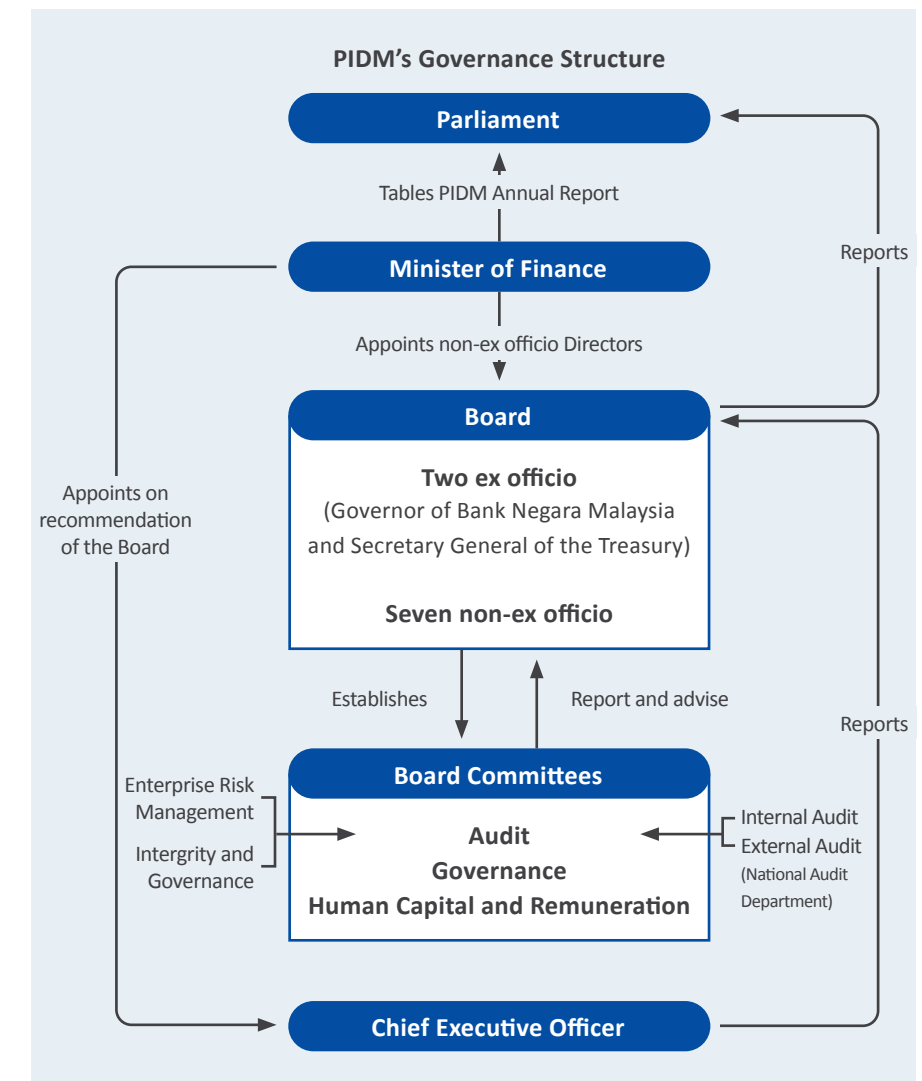 PIDM's Governance Structure
Parliament
Tables PIDM Annual Report
Reports
Minister of Finance
Appoints non-ex officio Directors
Board
Two ex officio
(Governor of Bank Negara Malaysia
and Secretary General of the Treasury)
Seven non-ex officio
Appoints on
recommendation
of the Board
Establishes
Report and advise
Reports
Board Committees
Enterprise Risk
Management
Intergrity and
Governance
Audit
Governance
Human Capital and Remuneration
Internal Audit
External Audit
(National Audit
Department)
Chief Executive Officer